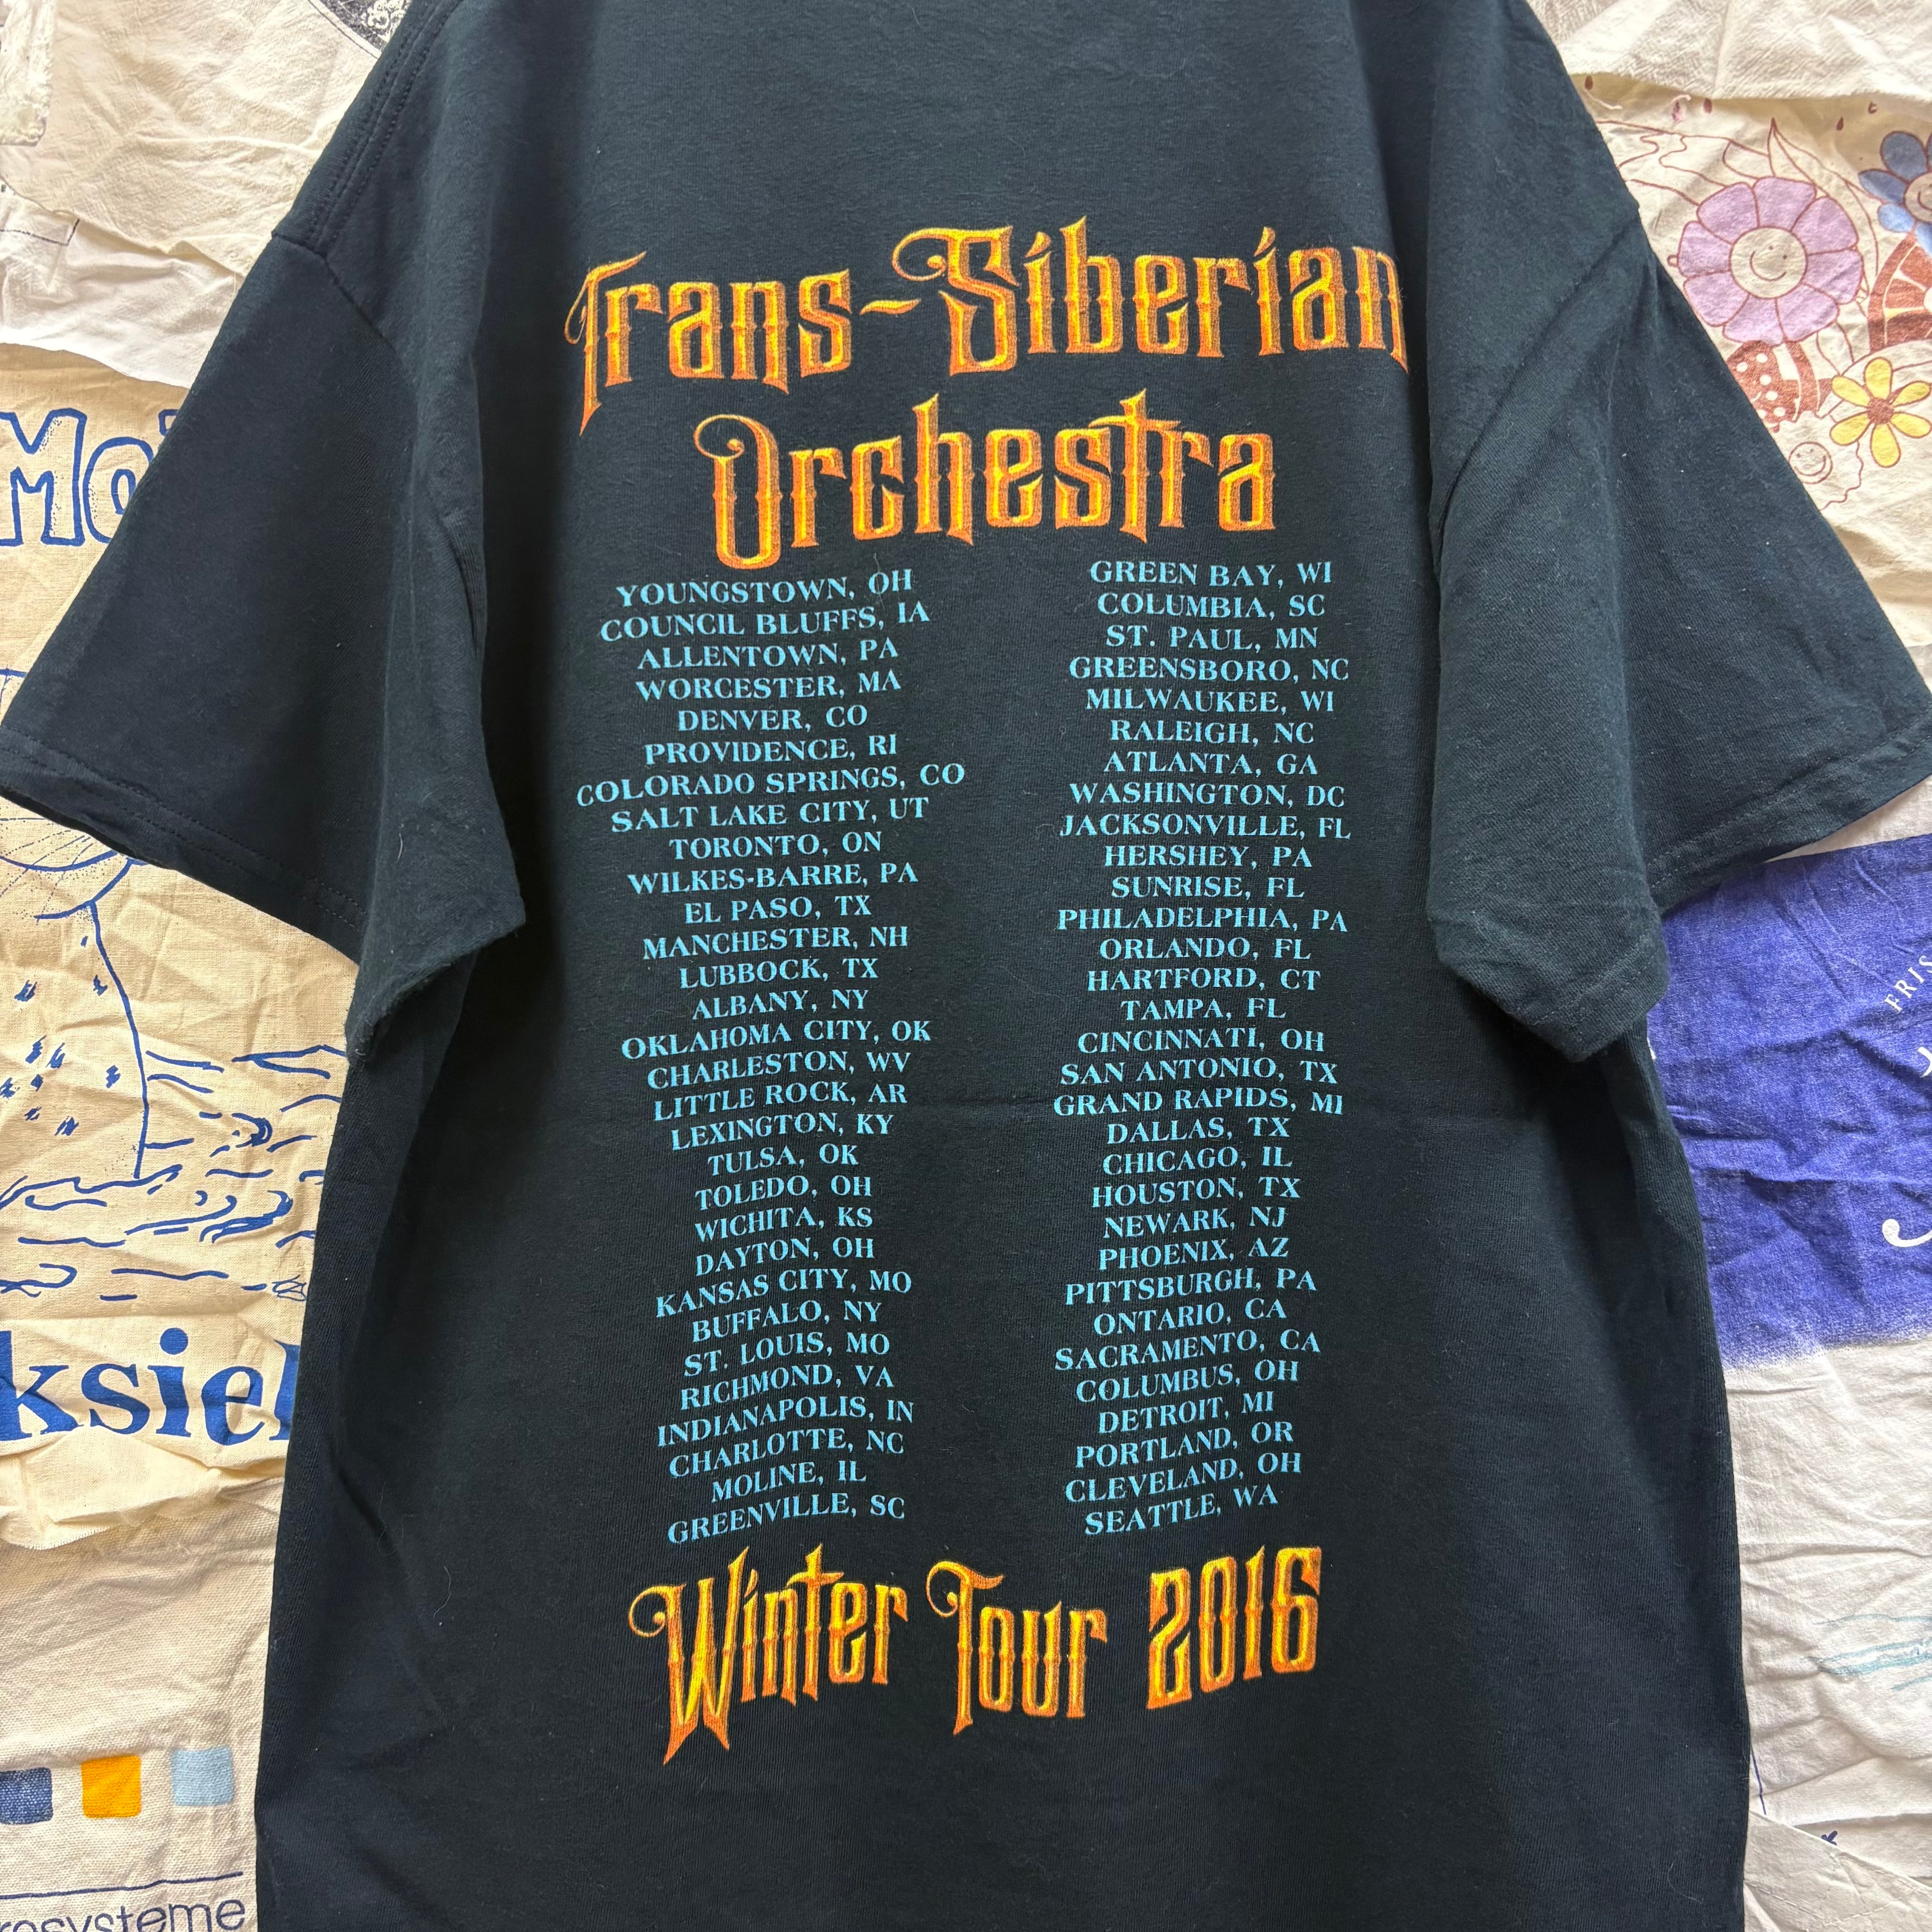 Trans-Siberian
Orchestra
YOUNGSTOWN, OH
COUNCIL BLUFFS, IA
ALLENTOWN, PA
WORCESTER, MA
DENVER, CO
PROVIDENCE, RI
COLORADO SPRINGS, CO
SALT LAKE CITY, UT
TORONTO, ON
WILKES-BARRE, PA
EL PASO, TX
MANCHESTER, NH
LUBBOCK, TX
ALBANY, NY
OKLAHOMA CITY, OK
CHARLESTON, WV
LITTLE ROCK, AR
LEXINGTON, KY
TULSA, OK
TOLEDO, OH
WICHITA, KS
DAYTON, OH
KANSAS CITY, MO
BUFFALO, NY
ST. LOUIS, MO
RICHMOND, VA
INDIANAPOLIS, IN
CHARLOTTE, NC
MOLINE, IL
GREENVILLE, SC
GREEN BAY, WI
COLUMBIA, SC
ST. PAUL, MN
GREENSBORO, NC
MILWAUKEE, WI
RALEIGH, NC
ATLANTA, GA
WASHINGTON, DC
JACKSONVILLE, FL
HERSHEY, PA
SUNRISE, FL
PHILADELPHIA, PA
ORLANDO, FL
HARTFORD, CT
TAMPA, FL
CINCINNATI, OH
SAN ANTONIO, TX
GRAND RAPIDS, MI
DALLAS, TX
CHICAGO, IL
HOUSTON, TX
NEWARK, NJ
PHOENIX, AZ
PITTSBURGH, PA
ONTARIO, CA
SACRAMENTO, CA
COLUMBUS, OH
DETROIT, MI
PORTLAND, OR
CLEVELAND, OH
SEATTLE, WA
Winter Tour 2016